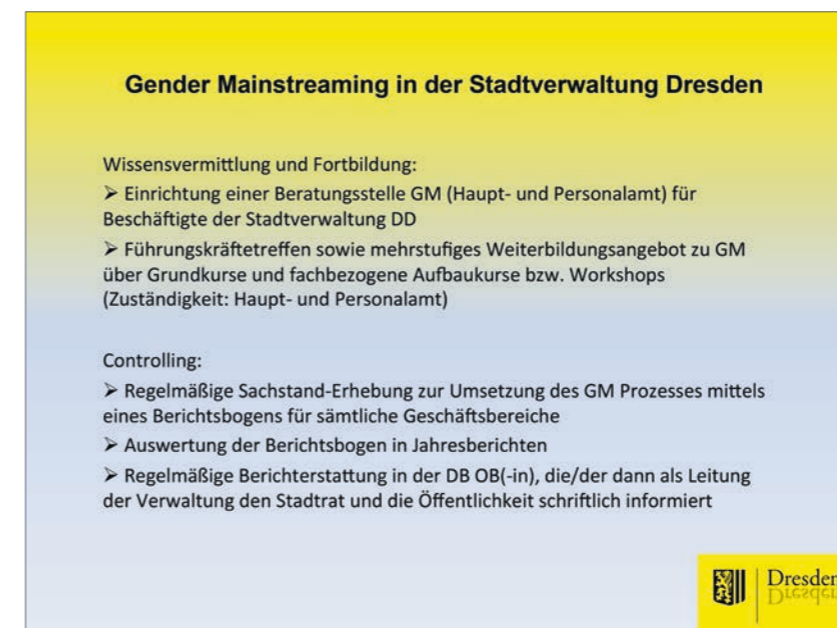 Gender Mainstreaming in der Stadtverwaltung Dresden
Wissensvermittlung und Fortbildung:
➢ Einrichtung einer Beratungsstelle GM (Haupt- und Personalamt) für
Beschäftigte der Stadtverwaltung DD
➢ Führungskräftetreffen sowie mehrstufiges Weiterbildungsangebot zu GM
über Grundkurse und fachbezogene Aufbaukurse bzw. Workshops
(Zuständigkeit: Haupt- und Personalamt)
Controlling:
➢ Regelmäßige Sachstand-Erhebung zur Umsetzung des GM Prozesses mittels
eines Berichtsbogens für sämtliche Geschäftsbereiche
➢ Auswertung der Berichtsbogen in Jahresberichten
➢ Regelmäßige Berichterstattung in der DB OB(-in), die/der dann als Leitung
der Verwaltung den Stadtrat und die Öffentlichkeit schriftlich informiert
Dresden